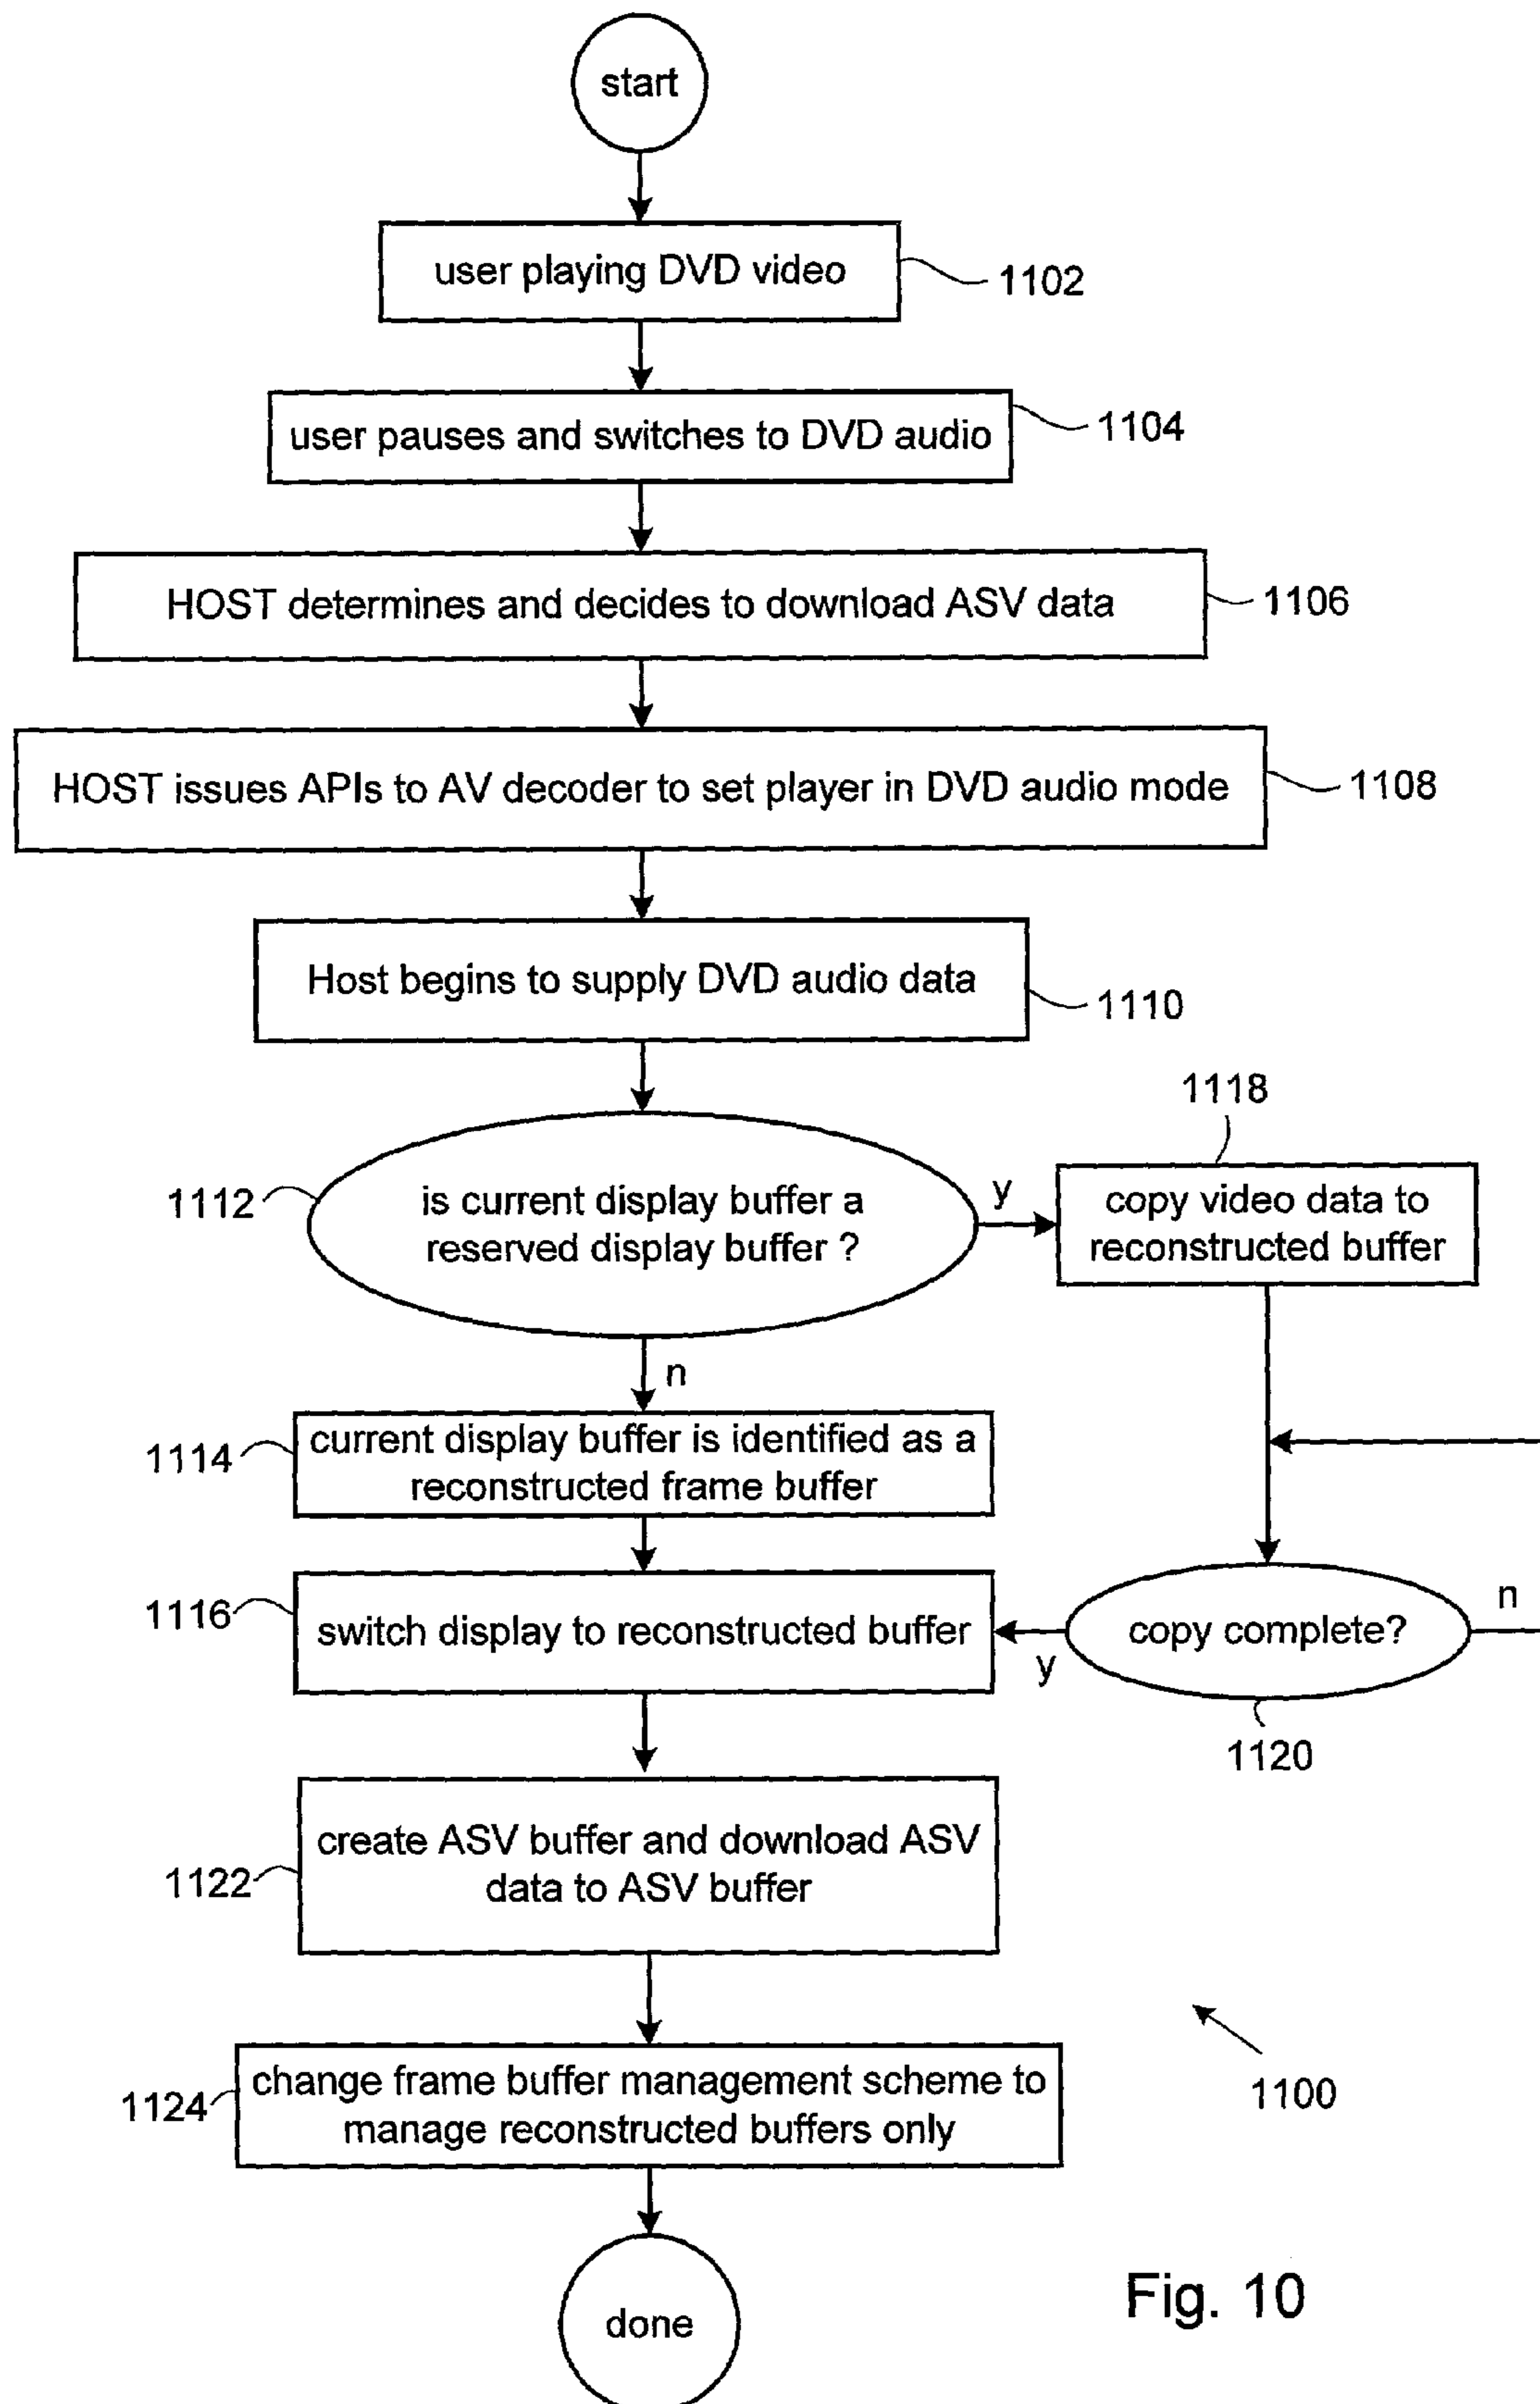 start
user playing DVD video
1102
user pauses and switches to DVD audio
1104
HOST determines and decides to download ASV data
1106
HOST issues APIs to AV decoder to set player in DVD audio mode
1108
Host begins to supply DVD audio data
1110
1112
is current display buffer a
reserved display buffer ?
y
1118
copy video data to
reconstructed buffer
n
1114
current display buffer is identified as a
reconstructed frame buffer
1116
switch display to reconstructed buffer
y
copy complete?
n
1120
1122
create ASV buffer and download ASV
data to ASV buffer
1124
change frame buffer management scheme to
manage reconstructed buffers only
1100
done
Fig. 10